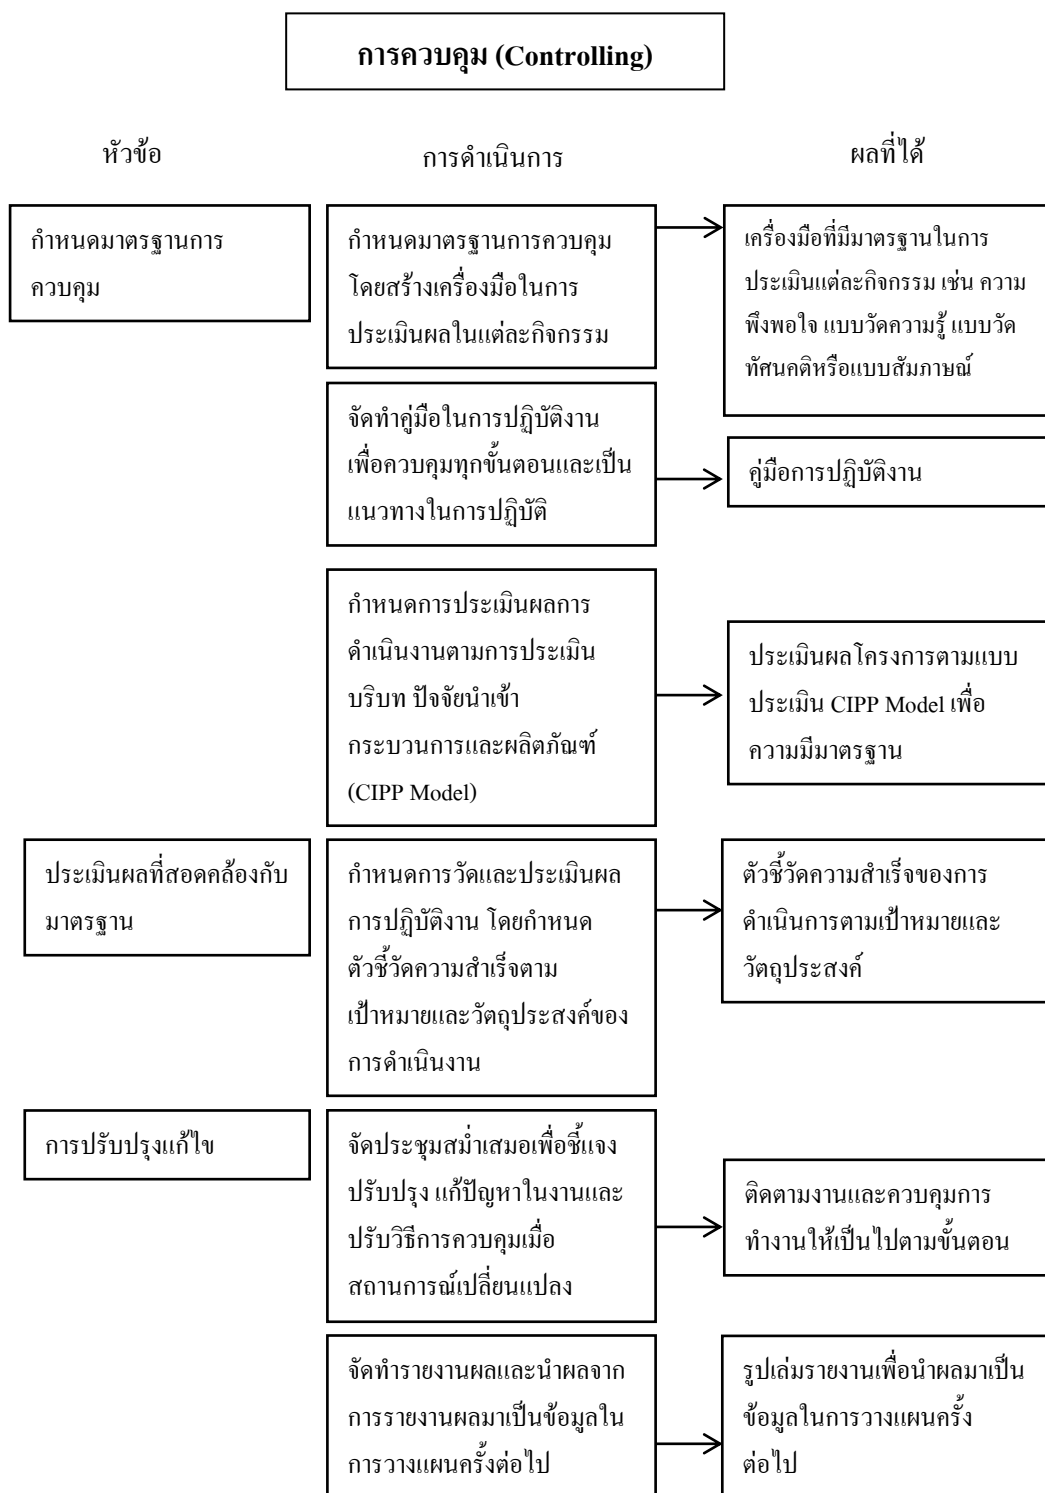 การควบคุม (Controlling)
หัวข้อ
การดำเนินการ
ผลที่ได้
กำหนดมาตรฐานการ
ควบคุม
กำหนดมาตรฐานการควบคุม
โดยสร้างเครื่องมือในการ
ประเมินผลในแต่ละกิจกรรม
เครื่องมือที่มีมาตรฐานในการ
ประเมินแต่ละกิจกรรม เช่น ความ
พึงพอใจ แบบวัดความรู้ แบบวัด
ทัศนคติหรือแบบสัมภาษณ์
จัดทำคู่มือในการปฏิบัติงาน
เพื่อควบคุมทุกขั้นตอนและเป็น
แนวทางในการปฏิบัติ
คู่มือการปฏิบัติงาน
กำหนดการประเมินผลการ
ดำเนินงานตามการประเมิน
บริบท ปัจจัยนำเข้า
กระบวนการและผลิตภัณฑ์
(CIPP Model)
ประเมินผลโครงการตามแบบ
ประเมิน CIPP Model เพื่อ
ความมีมาตรฐาน
ประเมินผลที่สอดคล้องกับ
มาตรฐาน
กำหนดการวัดและประเมินผล
การปฏิบัติงาน โดยกำหนด
ตัวชี้วัดความสำเร็จตาม
เป้าหมายและวัตถุประสงค์ของ
การดำเนินงาน
ตัวชี้วัดความสำเร็จของการ
ดำเนินการตามเป้าหมายและ
วัตถุประสงค์
การปรับปรุงแก้ไข
จัดประชุมสม่ำเสมอเพื่อชี้แจง
ปรับปรุง แก้ปัญหาในงานและ
ปรับวิธีการควบคุมเมื่อ
สถานการณ์เปลี่ยนแปลง
ติดตามงานและควบคุมการ
ทำงานให้เป็นไปตามขั้นตอน
จัดทำรายงานผลและนำผลจาก
การรายงานผลมาเป็นข้อมูลใน
การวางแผนครั้งต่อไป
รูปเล่มรายงานเพื่อนำผลมาเป็น
ข้อมูลในการวางแผนครั้ง
ต่อไป